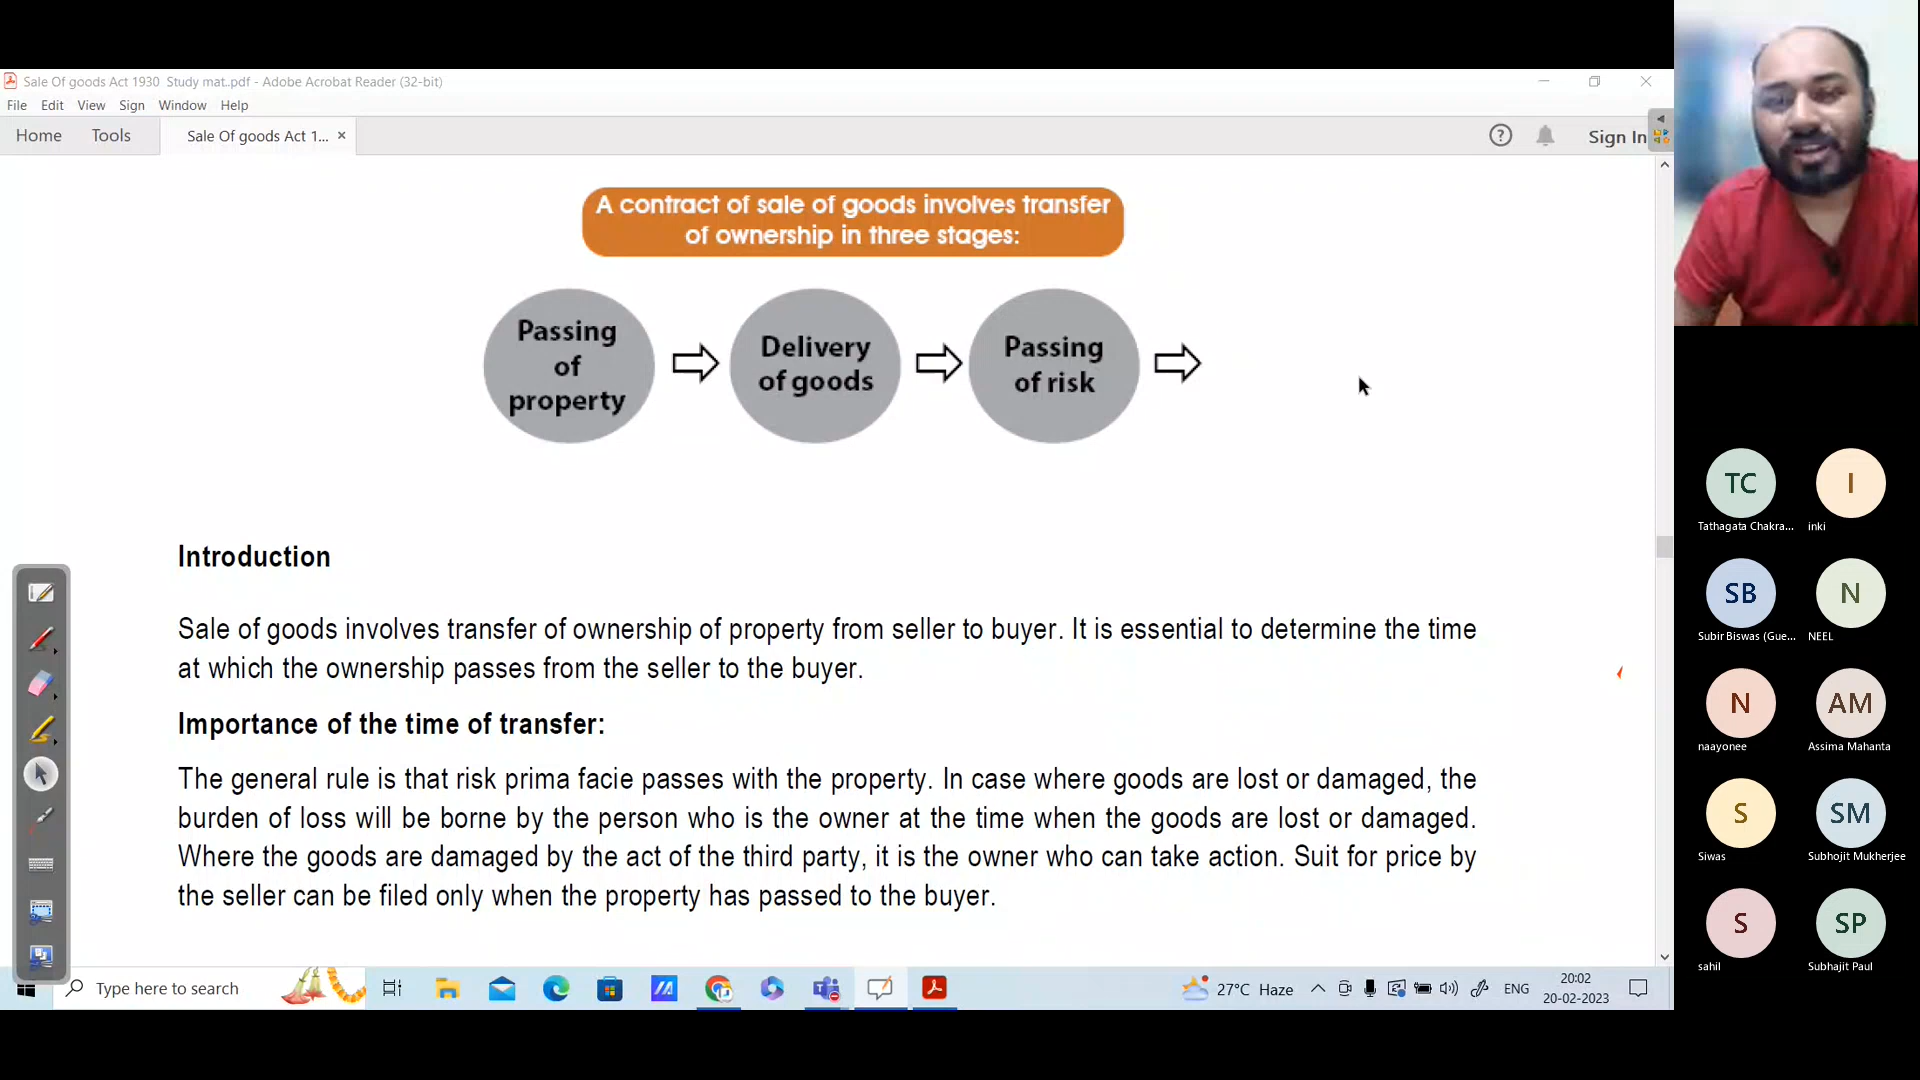 Sale Of goods Act 1930 Study mat..pdf - Adobe Acrobat Reader (32-bit)
File Edit View Sign Window Help
Home Tools Sale Of goods Act 1... × Sign In
A contract of sale of goods involves transfer
of ownership in three stages:
Passing
of
property
Delivery
of goods
Passing
of risk
Introduction
Sale of goods involves transfer of ownership of property from seller to buyer. It is essential to determine the time
at which the ownership passes from the seller to the buyer.
Importance of the time of transfer:
The general rule is that risk prima facie passes with the property. In case where goods are lost or damaged, the
burden of loss will be borne by the person who is the owner at the time when the goods are lost or damaged.
Where the goods are damaged by the act of the third party, it is the owner who can take action. Suit for price by
the seller can be filed only when the property has passed to the buyer.
Type here to search
27°C Haze
ENG
20:02
20-02-2023
TC I
Tathagata Chakra... inki
SB N
Subir Biswas (Gue... NEEL
N AM
naayonee Assima Mahanta
S SM
Siwas Subhojit Mukherjee
S SP
sahil Subhajit Paul